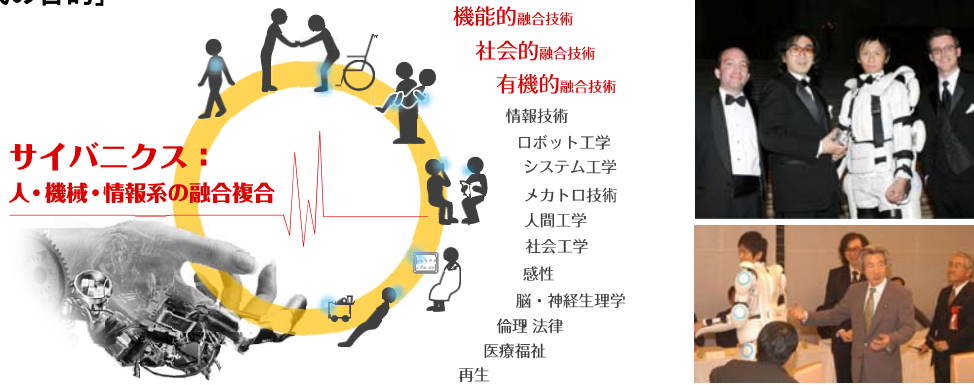 の目的」
機能的融合技術
社会的融合技術
有機的融合技術
情報技術
ロボット工学
システム工学
メカトロ技術
人間工学
社会工学
感性
脳・神経生理学
倫理 法律
医療福祉
再生
サイバニクス：
人・機械・情報系の融合複合